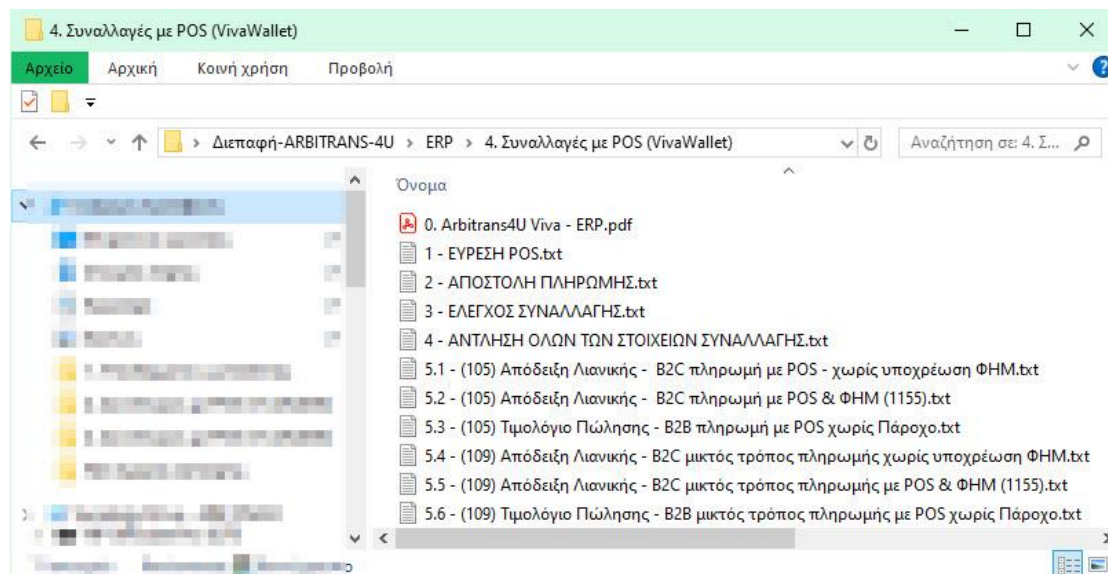 4. Συναλλαγές με POS (VivaWallet)
Αρχείο Αρχική Κοινή χρήση Προβολή
Διεπαφή-ARBITRANS-4U > ERP > 4. Συναλλαγές με POS (VivaWallet) Αναζήτηση σε: 4. Σ...
Όνομα
0. Arbitrans4U Viva - ERP.pdf
1 - ΕΥΡΕΣΗ POS.txt
2 - ΑΠΟΣΤΟΛΗ ΠΛΗΡΩΜΗΣ.txt
3 - ΕΛΕΓΧΟΣ ΣΥΝΑΛΛΑΓΗΣ.txt
4 - ΑΝΤΛΗΣΗ ΟΛΩΝ ΤΩΝ ΣΤΟΙΧΕΙΩΝ ΣΥΝΑΛΛΑΓΗΣ.txt
5.1 - (105) Απόδειξη Λιανικής - B2C πληρωμή με POS - χωρίς υποχρέωση ΦΗΜ.txt
5.2 - (105) Απόδειξη Λιανικής - B2C πληρωμή με POS & ΦΗΜ (1155).txt
5.3 - (105) Τιμολόγιο Πώλησης - B2B πληρωμή με POS χωρίς Πάροχο.txt
5.4 - (109) Απόδειξη Λιανικής - B2C μικτός τρόπος πληρωμής χωρίς υποχρέωση ΦΗΜ.txt
5.5 - (109) Απόδειξη Λιανικής - B2C μικτός τρόπος πληρωμής με POS & ΦΗΜ (1155).txt
5.6 - (109) Τιμολόγιο Πώλησης - B2B μικτός τρόπος πληρωμής με POS χωρίς Πάροχο.txt